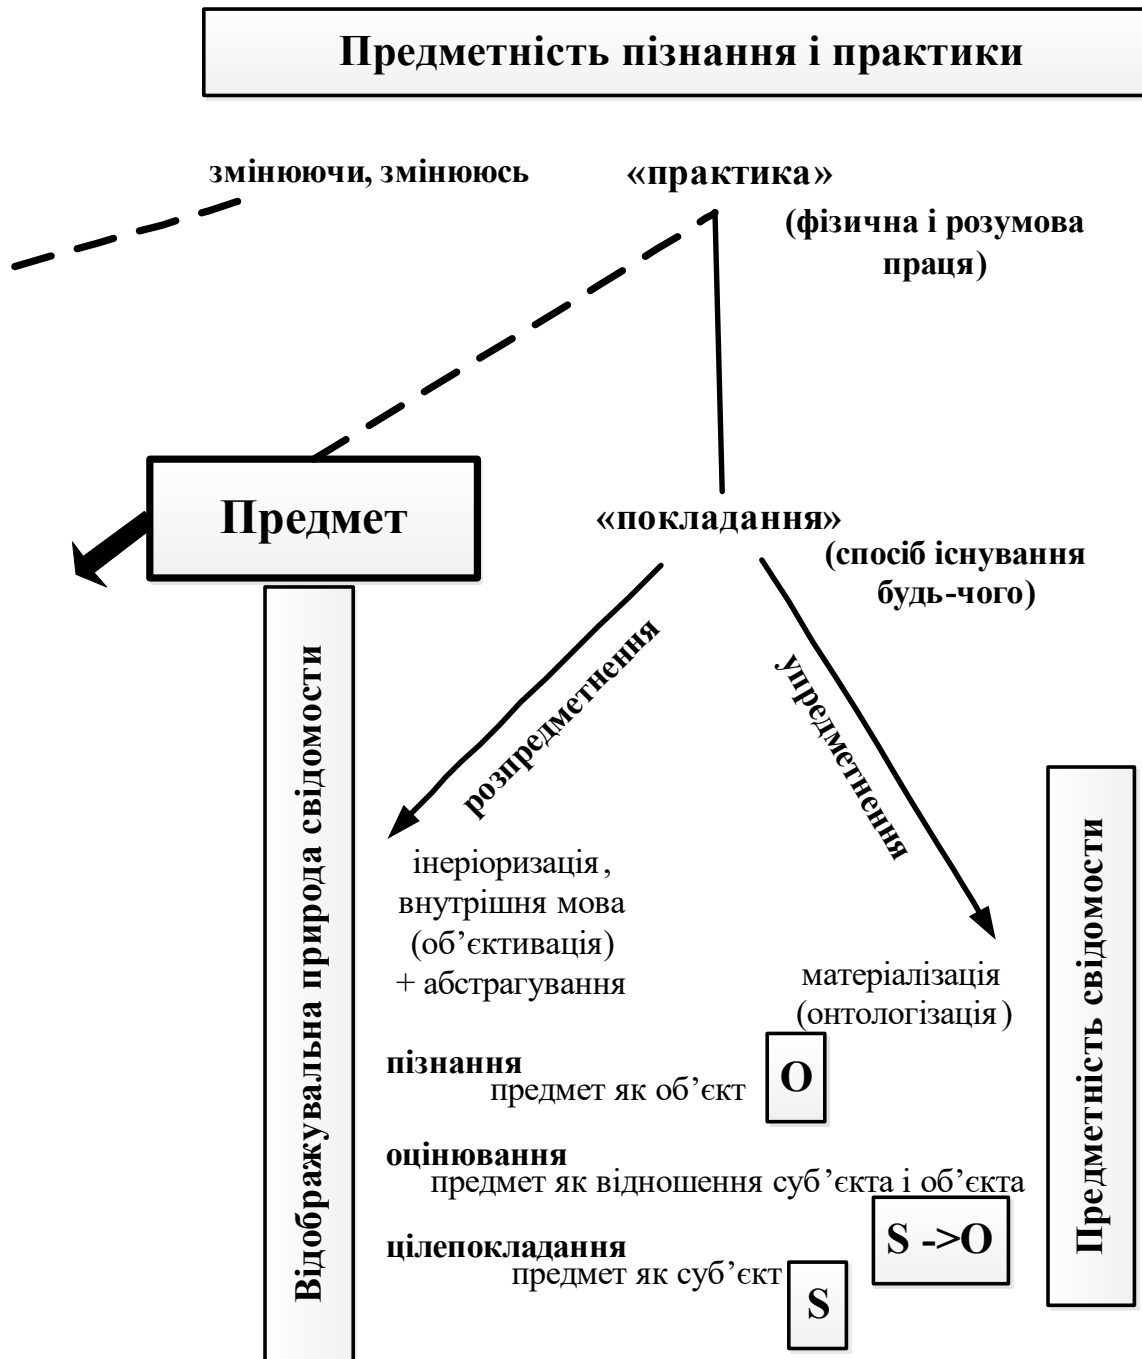 Предметність пізнання і практики
змінюючи, змінююсь
«практика»
(фізична і розумова
праця)
Предмет
«покладання»
(спосіб існування
будь-чого)
розпредметнення
упредметнення
Відображувальна природа свідомости
Предметність свідомости
інеріоризація,
внутрішня мова
(об’єктивація)
+ абстрагування
матеріалізація
(онтологізація)
пізнання
предмет як об’єкт
O
оцінювання
предмет як відношення суб’єкта і об’єкта
S ->O
цілепокладання
предмет як суб’єкт
S